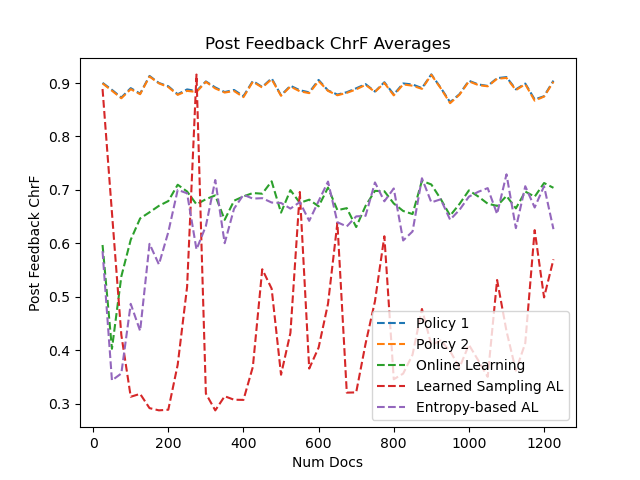 Post Feedback ChrF Averages
Post Feedback ChrF
0.9
0.8
0.7
0.6
0.5
0.4
0.3
0
200
400
600
800
1000
1200
Num Docs
Policy 1
Policy 2
Online Learning
Learned Sampling AL
Entropy-based AL